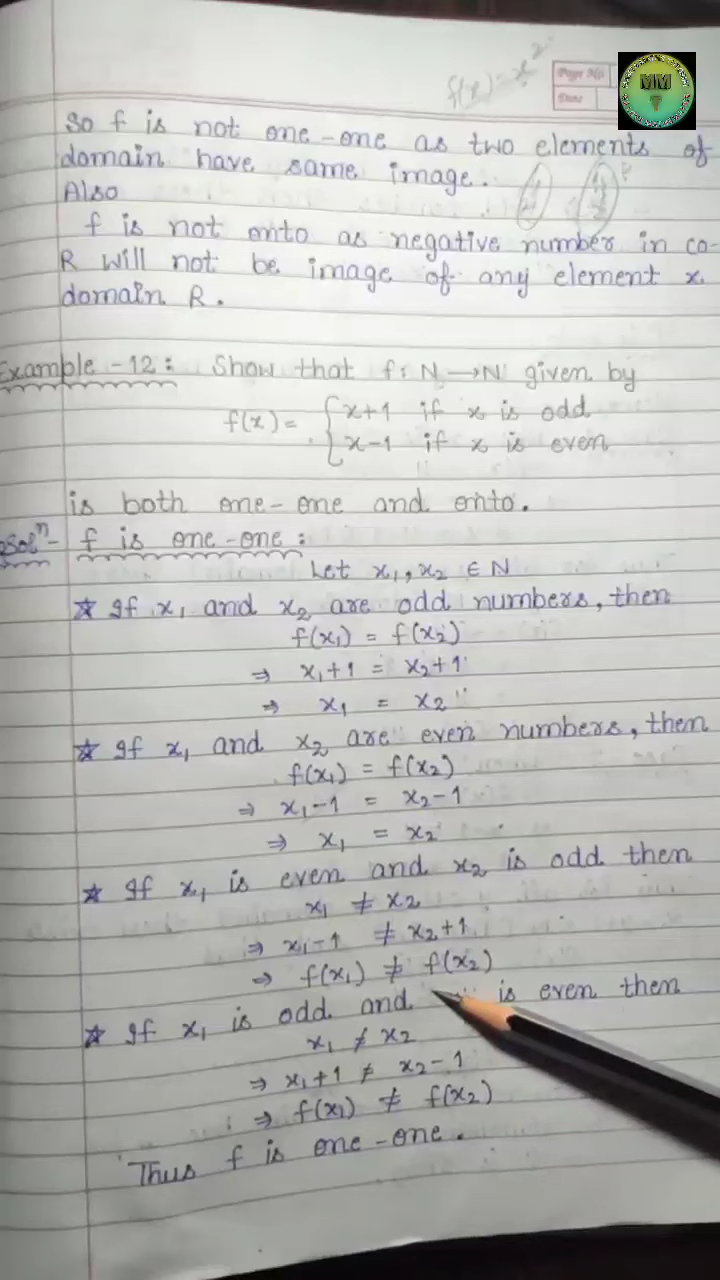 f(x)=x²
Page No
Date
MM
So f is not one-one as two elements of
domain have same image.
Also
f is not onto as negative number in co-
R will not be image of any element x
domain R.
Example-12: Show that f: N → N given by
f(x) = { x+1 if x is odd
x-1 if x is even
is both one-one and onto.
Solⁿ- f is one-one:
Let x₁, x₂ ∈ N
☆ If x₁ and x₂ are odd numbers, then
f(x₁) = f(x₂)
⇒ x₁+1 = x₂+1
⇒ x₁ = x₂
☆ If x₁ and x₂ are even numbers, then
f(x₁) = f(x₂)
⇒ x₁-1 = x₂-1
⇒ x₁ = x₂
☆ If x₁ is even and x₂ is odd then
x₁ ≠ x₂
⇒ x₁-1 ≠ x₂+1
⇒ f(x₁) ≠ f(x₂)
☆ If x₁ is odd and is even then
x₁ ≠ x₂
⇒ x₁+1 ≠ x₂-1
⇒ f(x₁) ≠ f(x₂)
Thus f is one-one.